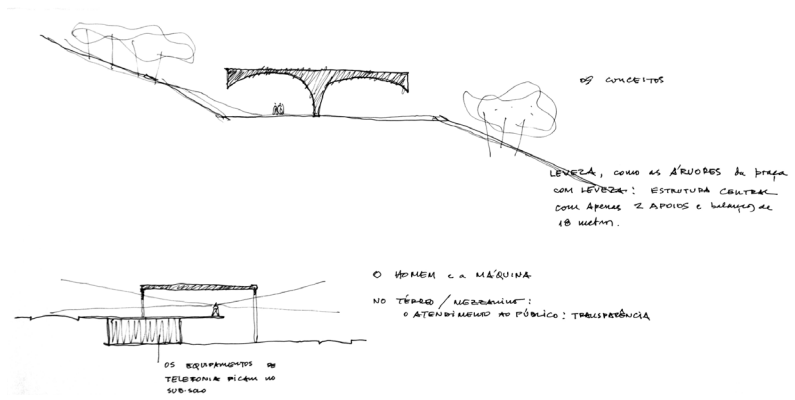 OS CONCEITOS
LEVEZA, como as ÁRVORES da praça
COM LEVEZA: ESTRUTURA CENTRAL
com Apenas 2 APOIOS e balanços de
18 metros.
O HOMEM e a MÁQUINA
NO TÉRREO / MEZZANINO:
O ATENDIMENTO AO PÚBLICO: TRANSPARÊNCIA
OS EQUIPAMENTOS DE
TELEFONIA FICAM NO
SUB-SOLO